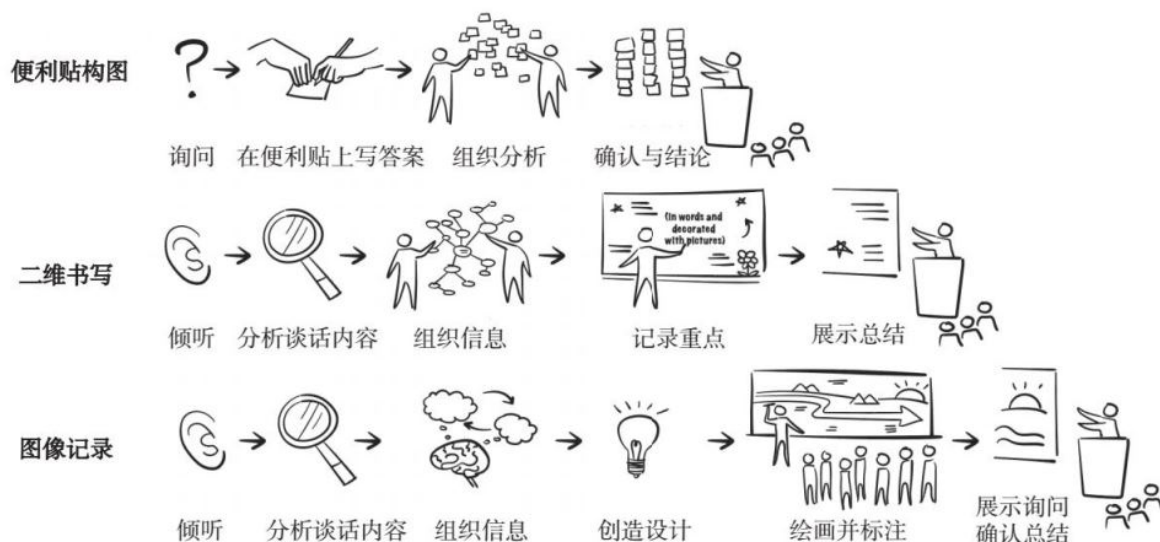 便利贴构图
询问 在便利贴上写答案 组织分析 确认与结论
(In words and
decorated
with pictures)
二维书写
倾听 分析谈话内容 组织信息 记录重点 展示总结
图像记录
倾听 分析谈话内容 组织信息 创造设计 绘画并标注 展示询问
确认总结